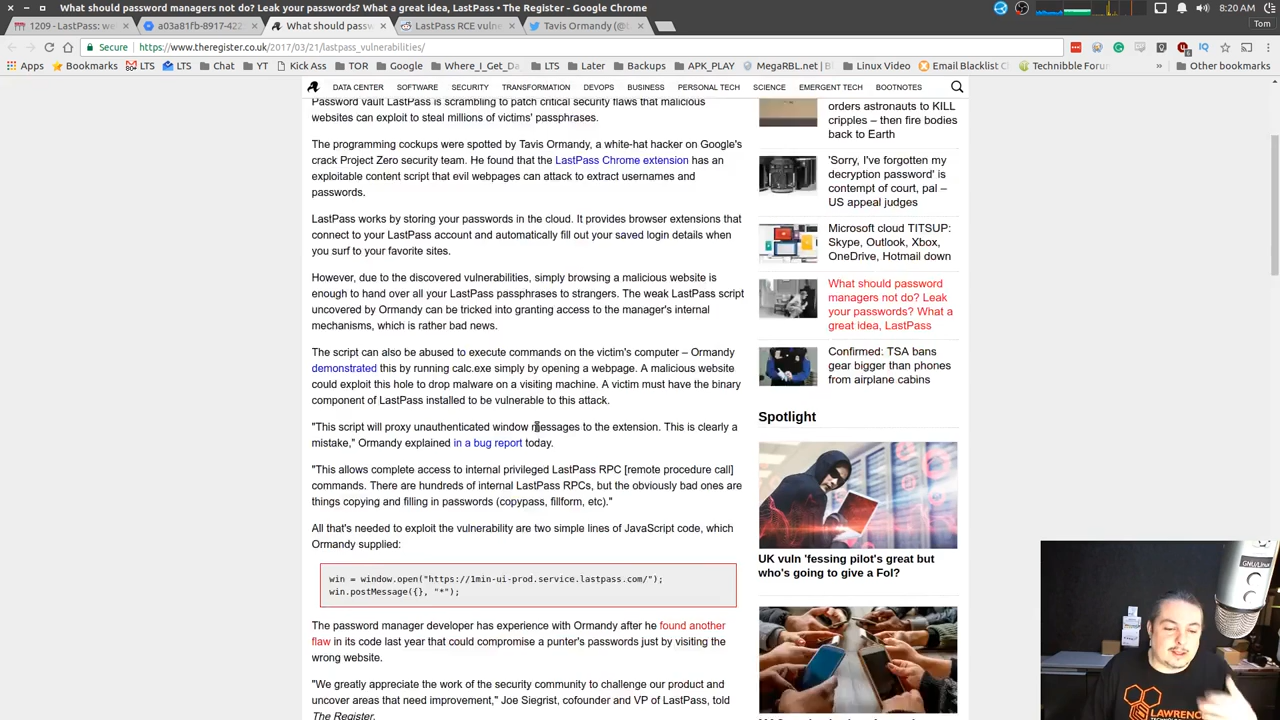 What should password managers not do? Leak your passwords? What a great idea, LastPass • The Register - Google Chrome
8:20 AM
1209 - LastPass: we
a03a81fb-8917-422
What should passw
LastPass RCE vulne
Tavis Ormandy (@t
Tom
Secure
https://www.theregister.co.uk/2017/03/21/lastpass_vulnerabilities/
Apps
Bookmarks
LTS
LTS
Chat
YT
Kick Ass
TOR
Google
Where_I_Get_Da
LTS
Later
Backups
APK_PLAY
MegaRBL.net | Bl
Linux Video
Email Blacklist C
Technibble Forum
»
Other bookmarks
DATA CENTER
SOFTWARE
SECURITY
TRANSFORMATION
DEVOPS
BUSINESS
PERSONAL TECH
SCIENCE
EMERGENT TECH
BOOTNOTES
Password vault LastPass is scrambling to patch critical security flaws that malicious
websites can exploit to steal millions of victims' passphrases.
The programming cockups were spotted by Tavis Ormandy, a white-hat hacker on Google's
crack Project Zero security team. He found that the LastPass Chrome extension has an
exploitable content script that evil webpages can attack to extract usernames and
passwords.
LastPass works by storing your passwords in the cloud. It provides browser extensions that
connect to your LastPass account and automatically fill out your saved login details when
you surf to your favorite sites.
However, due to the discovered vulnerabilities, simply browsing a malicious website is
enough to hand over all your LastPass passphrases to strangers. The weak LastPass script
uncovered by Ormandy can be tricked into granting access to the manager's internal
mechanisms, which is rather bad news.
The script can also be abused to execute commands on the victim's computer – Ormandy
demonstrated this by running calc.exe simply by opening a webpage. A malicious website
could exploit this hole to drop malware on a visiting machine. A victim must have the binary
component of LastPass installed to be vulnerable to this attack.
"This script will proxy unauthenticated window messages to the extension. This is clearly a
mistake," Ormandy explained in a bug report today.
"This allows complete access to internal privileged LastPass RPC [remote procedure call]
commands. There are hundreds of internal LastPass RPCs, but the obviously bad ones are
things copying and filling in passwords (copypass, fillform, etc)."
All that's needed to exploit the vulnerability are two simple lines of JavaScript code, which
Ormandy supplied:
win = window.open("https://1min-ui-prod.service.lastpass.com/");
win.postMessage({}, "*");
The password manager developer has experience with Ormandy after he found another
flaw in its code last year that could compromise a punter's passwords just by visiting the
wrong website.
"We greatly appreciate the work of the security community to challenge our product and
uncover areas that need improvement," Joe Siegrist, cofounder and VP of LastPass, told
The Register.
orders astronauts to KILL
cripples – then fire bodies
back to Earth
'Sorry, I've forgotten my
decryption password' is
contempt of court, pal –
US appeal judges
Microsoft cloud TITSUP:
Skype, Outlook, Xbox,
OneDrive, Hotmail down
What should password
managers not do? Leak
your passwords? What a
great idea, LastPass
Confirmed: TSA bans
gear bigger than phones
from airplane cabins
Spotlight
UK vuln 'fessing pilot's great but
who's going to give a FoI?
GNU/Linux
LAWRENCE